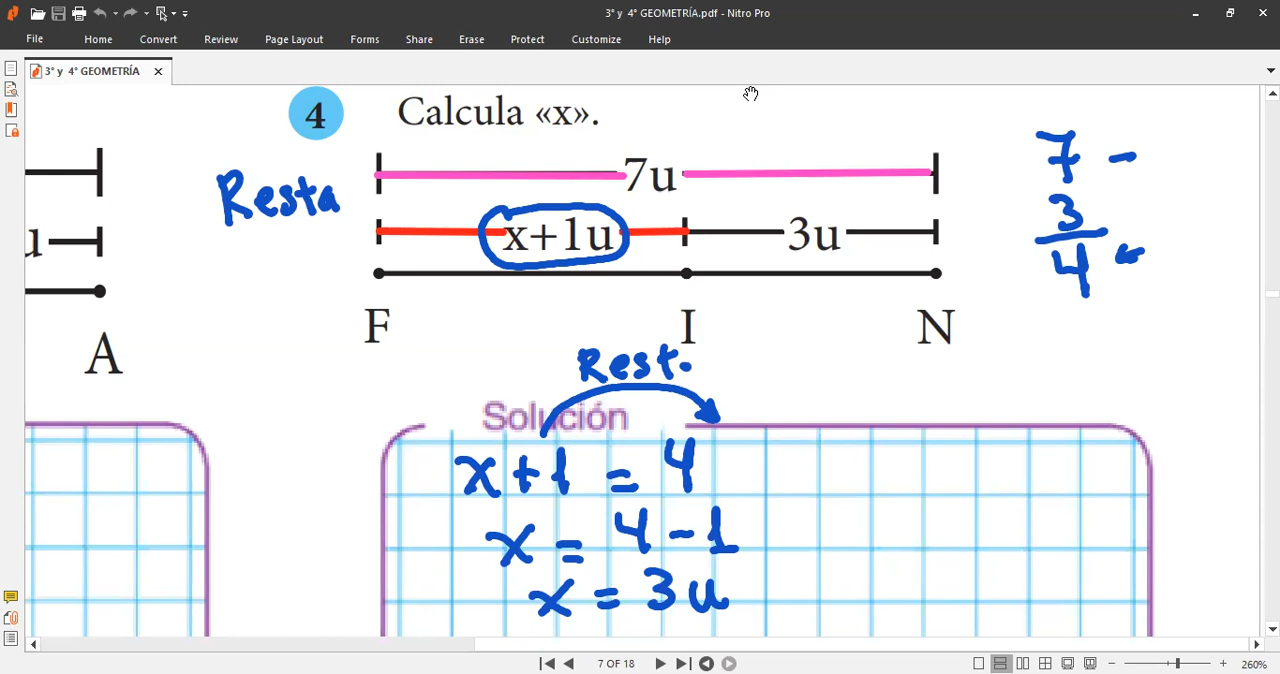 3° y 4° GEOMETRÍA.pdf - Nitro Pro
File Home Convert Review Page Layout Forms Share Erase Protect Customize Help
3° y 4° GEOMETRÍA
4 Calcula «x».
7u
Resta
x+1u
3u
u
F I N
A
7 -
3
4
Rest.
Solución
x + 1 = 4
x = 4 - 1
x = 3 u
7 OF 18
260%